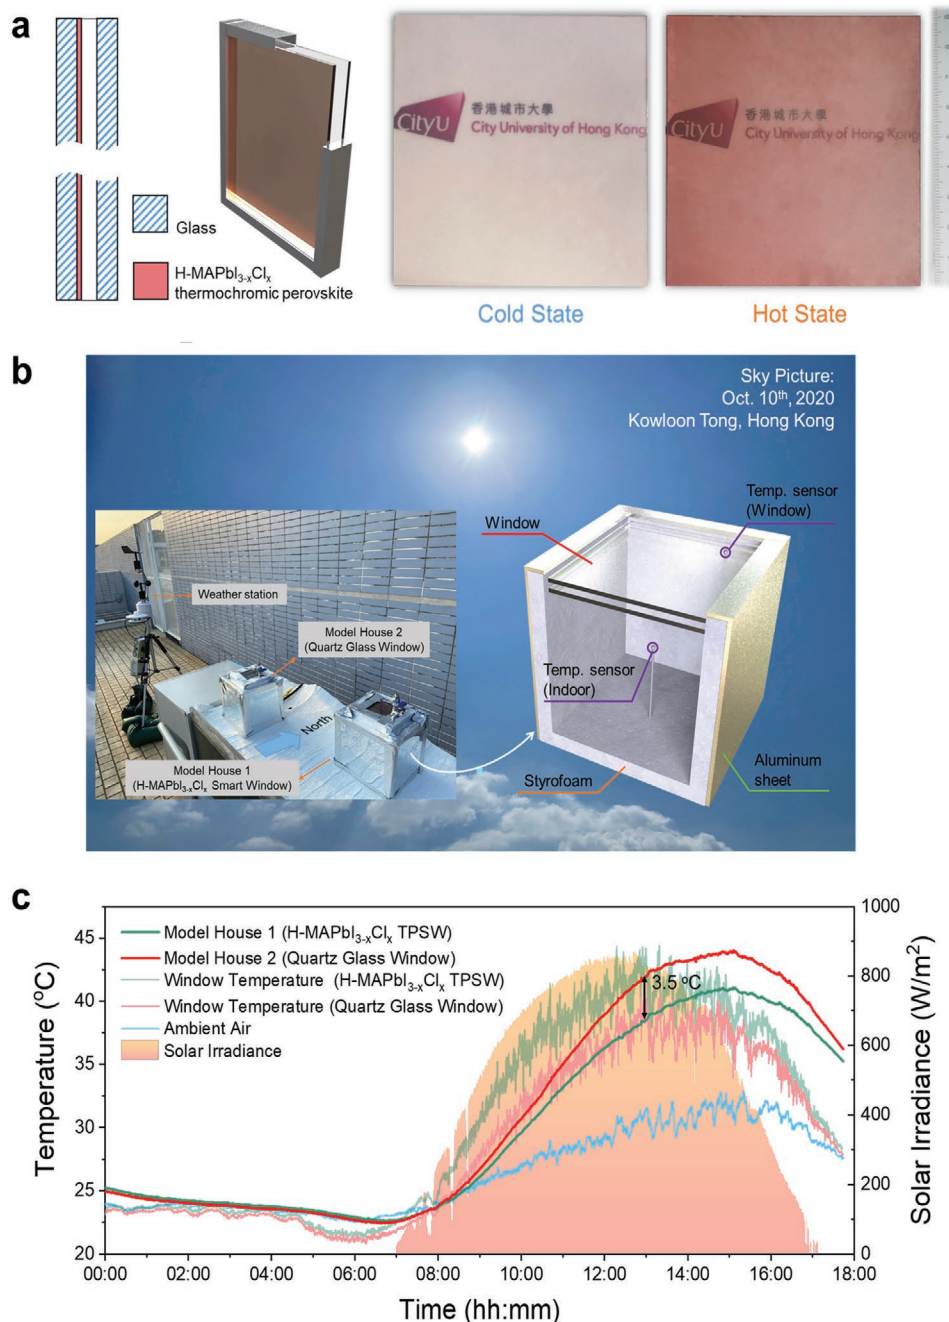 a
Glass
H-MAPbI₃₋ₓClₓ
thermochromic perovskite
CityU
香港城市大學
City University of Hong Kong
CityU
香港城市大學
City University of Hong Kong
Cold State
Hot State
b
Sky Picture:
Oct. 10th, 2020
Kowloon Tong, Hong Kong
Temp. sensor
(Window)
Window
Weather station
Model House 2
(Quartz Glass Window)
Temp. sensor
(Indoor)
North
Model House 1
(H-MAPbI₃₋ₓClₓ Smart Window)
Styrofoam
Aluminum
sheet
c
Model House 1 (H-MAPbI₃₋ₓClₓ TPSW)
Model House 2 (Quartz Glass Window)
Window Temperature (H-MAPbI₃₋ₓClₓ TPSW)
Window Temperature (Quartz Glass Window)
Ambient Air
Solar Irradiance
3.5 ºC
Temperature (ºC)
45
40
35
30
25
20
Solar Irradiance (W/m²)
1000
800
600
400
200
0
00:00 02:00 04:00 06:00 08:00 10:00 12:00 14:00 16:00 18:00
Time (hh:mm)